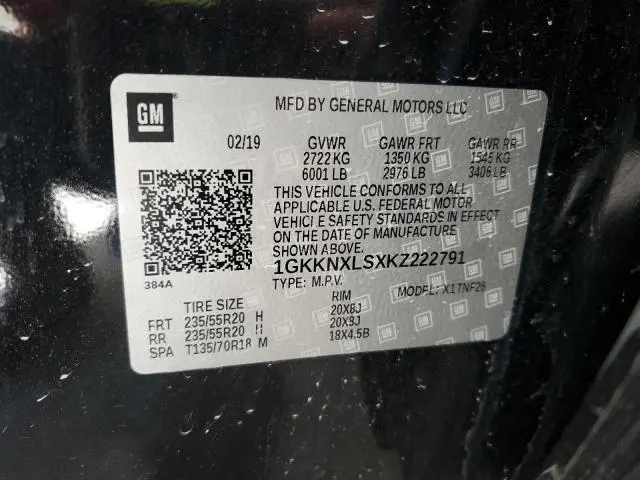 GM
MFD BY GENERAL MOTORS LLC
02/19 GVWR GAWR FRT GAWR RR
2722 KG 1350 KG 1545 KG
6001 LB 2976 LB 3406 LB
THIS VEHICLE CONFORMS TO ALL
APPLICABLE U.S. FEDERAL MOTOR
VEHICLE SAFETY STANDARDS IN EFFECT
ON THE DATE OF MANUFACTURE
SHOWN ABOVE.
384A
1GKKNXLSXKZ222791
TYPE: M.P.V. MODEL: X1TNF26
TIRE SIZE RIM
FRT 235/55R20 H 20X8J
RR 235/55R20 H 20X8J
SPA T135/70R18 M 18X4.5B